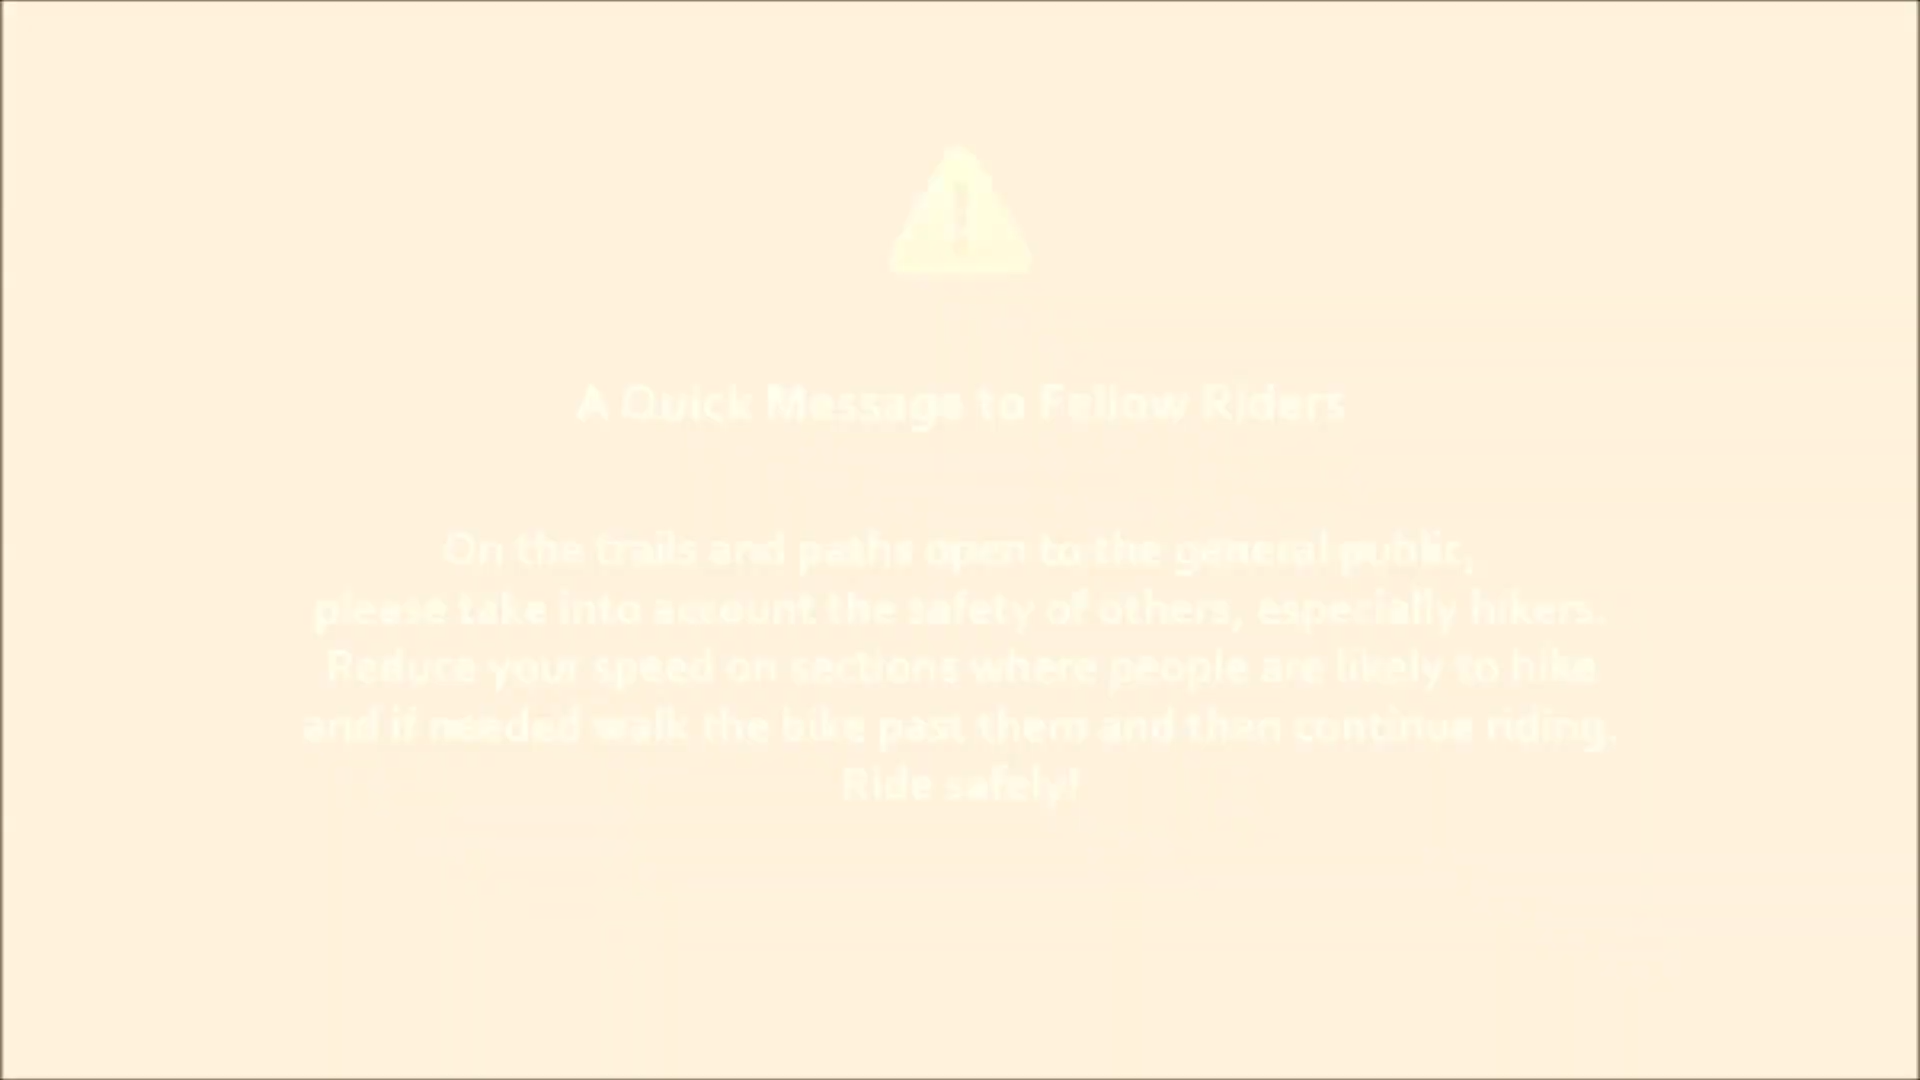 A Quick Message to Fellow Riders
On the trails and paths open to the general public,
please take into account the safety of others, especially hikers.
Reduce your speed on sections where people are likely to hike
and if needed walk the bike past them and then continue riding.
Ride safely!